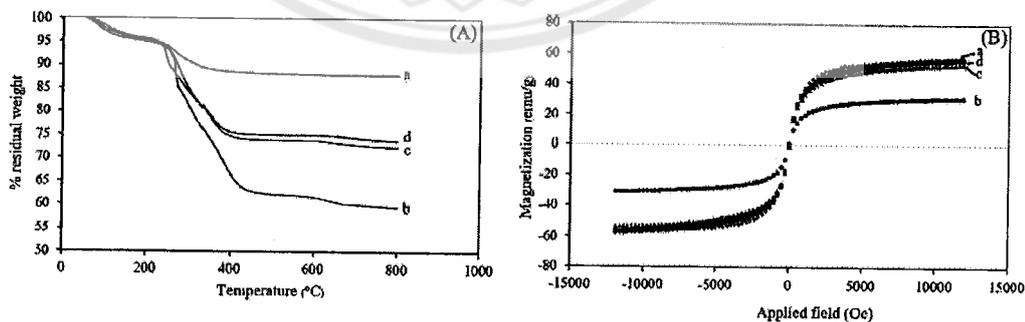 (A)
100
95
90
85
80
75
70
65
60
55
50
% residual weight
a
d
c
b
0
200
400
600
800
1000
Temperature (°C)
(B)
80
60
40
20
0
-20
-40
-60
-80
Magnetization (emu/g)
a
d
c
b
-15000
-10000
-5000
0
5000
10000
15000
Applied field (Oe)